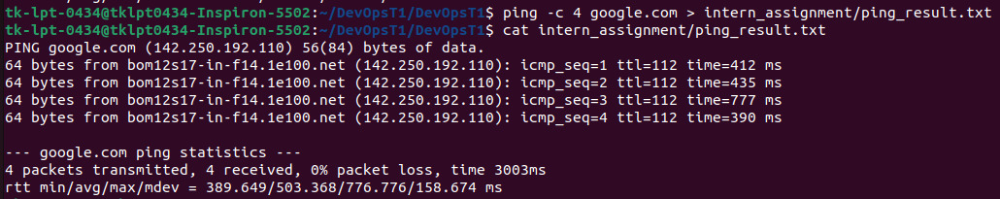 tk-lpt-0434@tklpt0434-Inspiron-5502:~/DevOpsT1/DevOpsT1$ ping -c 4 google.com > intern_assignment/ping_result.txt
tk-lpt-0434@tklpt0434-Inspiron-5502:~/DevOpsT1/DevOpsT1$ cat intern_assignment/ping_result.txt
PING google.com (142.250.192.110) 56(84) bytes of data.
64 bytes from bom12s17-in-f14.1e100.net (142.250.192.110): icmp_seq=1 ttl=112 time=412 ms
64 bytes from bom12s17-in-f14.1e100.net (142.250.192.110): icmp_seq=2 ttl=112 time=435 ms
64 bytes from bom12s17-in-f14.1e100.net (142.250.192.110): icmp_seq=3 ttl=112 time=777 ms
64 bytes from bom12s17-in-f14.1e100.net (142.250.192.110): icmp_seq=4 ttl=112 time=390 ms

--- google.com ping statistics ---
4 packets transmitted, 4 received, 0% packet loss, time 3003ms
rtt min/avg/max/mdev = 389.649/503.368/776.776/158.674 ms